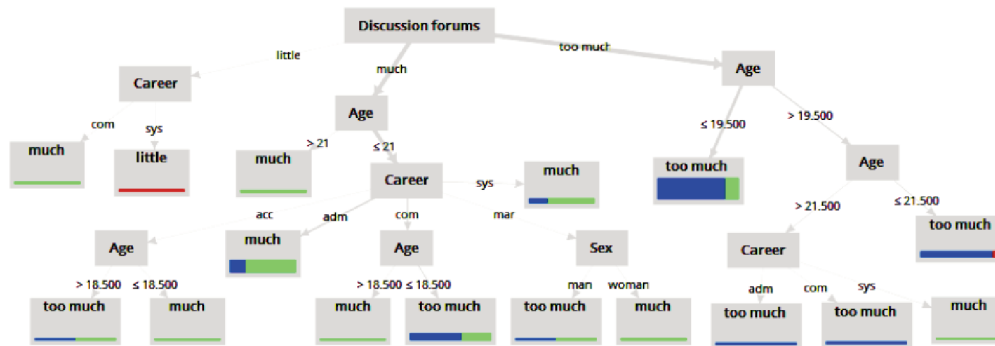 Discussion forums
little
much
too much
Career
Age
Age
com
sys
> 21
≤ 21
≤ 19.500
> 19.500
much
little
much
Career
sys
much
too much
Age
acc
adm
com
mar
> 21.500
≤ 21.500
Age
much
Age
Sex
Career
too much
> 18.500
≤ 18.500
> 18.500
≤ 18.500
man
woman
adm
com
sys
too much
much
much
too much
too much
much
too much
too much
much